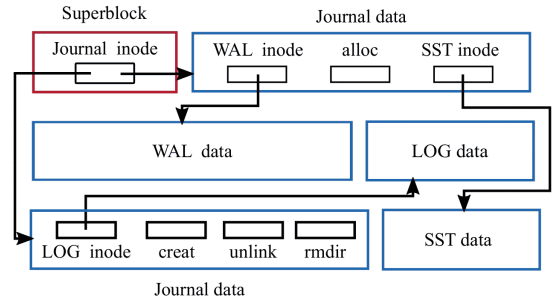 Superblock
Journal data
Journal inode
WAL inode
alloc
SST inode
WAL data
LOG data
LOG inode
creat
unlink
rmdir
SST data
Journal data